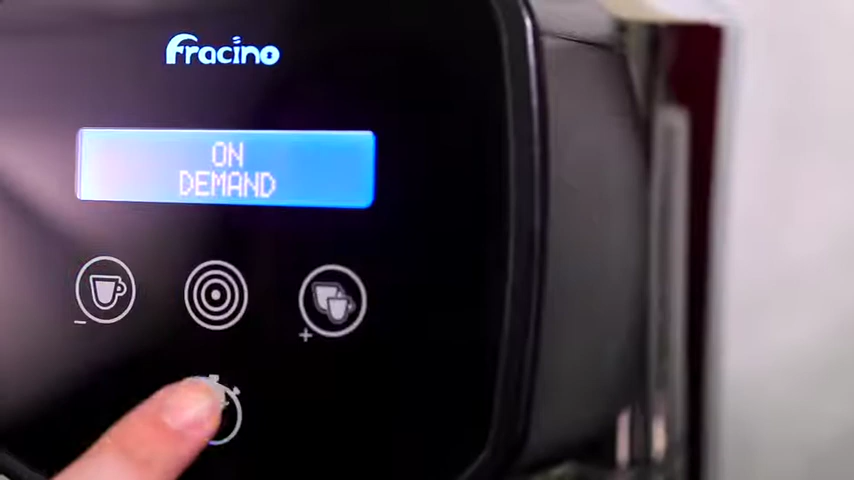 Fracino
ON
DEMAND
- +